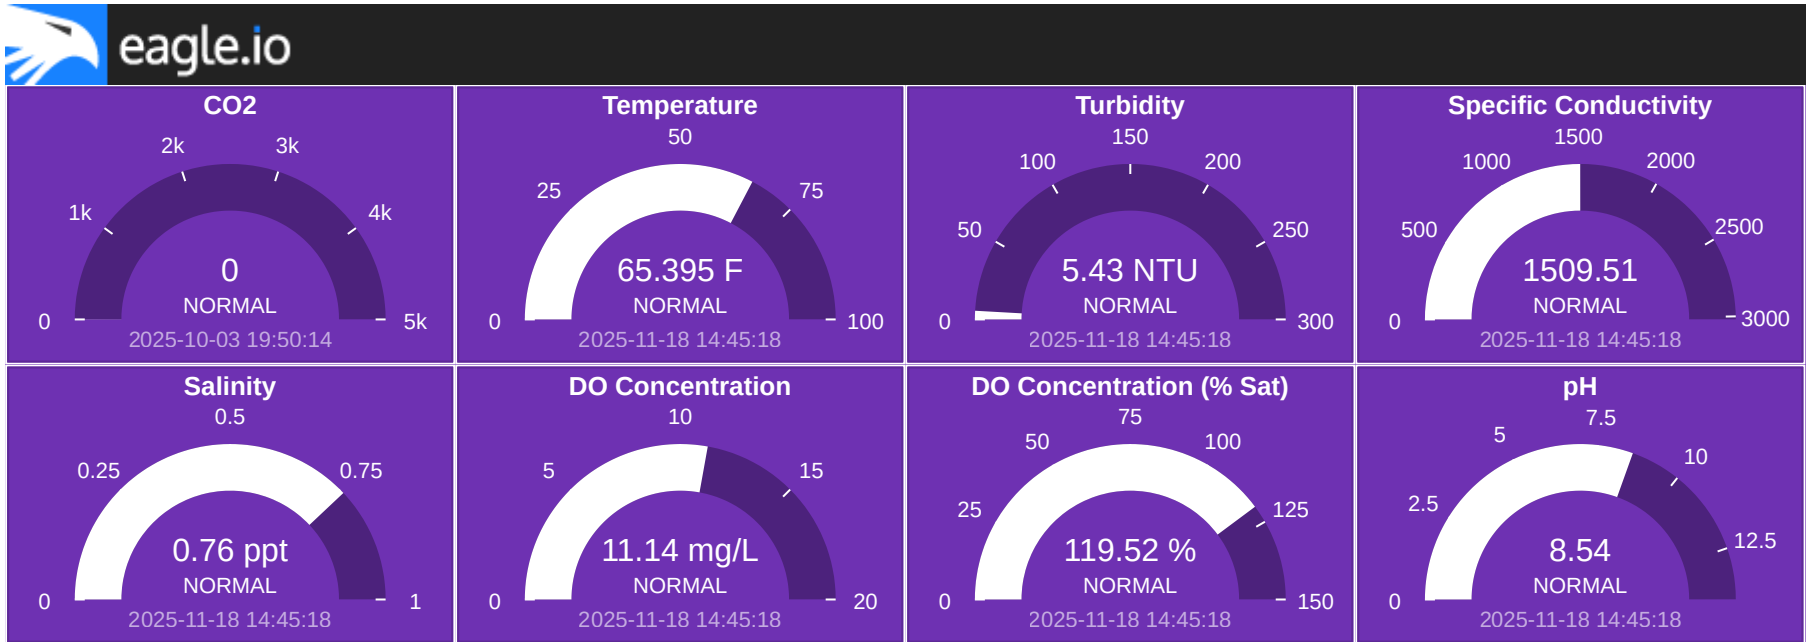 eagle.io
CO2
2k
3k
1k
4k
0
NORMAL
0
5k
2025-10-03 19:50:14
Temperature
50
25
75
65.395 F
NORMAL
0
100
2025-11-18 14:45:18
Turbidity
150
100
200
50
250
5.43 NTU
NORMAL
0
300
2025-11-18 14:45:18
Specific Conductivity
1500
1000
2000
500
2500
1509.51
NORMAL
0
3000
2025-11-18 14:45:18
Salinity
0.5
0.25
0.75
0.76 ppt
NORMAL
0
1
2025-11-18 14:45:18
DO Concentration
10
5
15
11.14 mg/L
NORMAL
0
20
2025-11-18 14:45:18
DO Concentration (% Sat)
75
50
100
25
125
119.52 %
NORMAL
0
150
2025-11-18 14:45:18
pH
7.5
5
10
2.5
12.5
8.54
NORMAL
0
2025-11-18 14:45:18